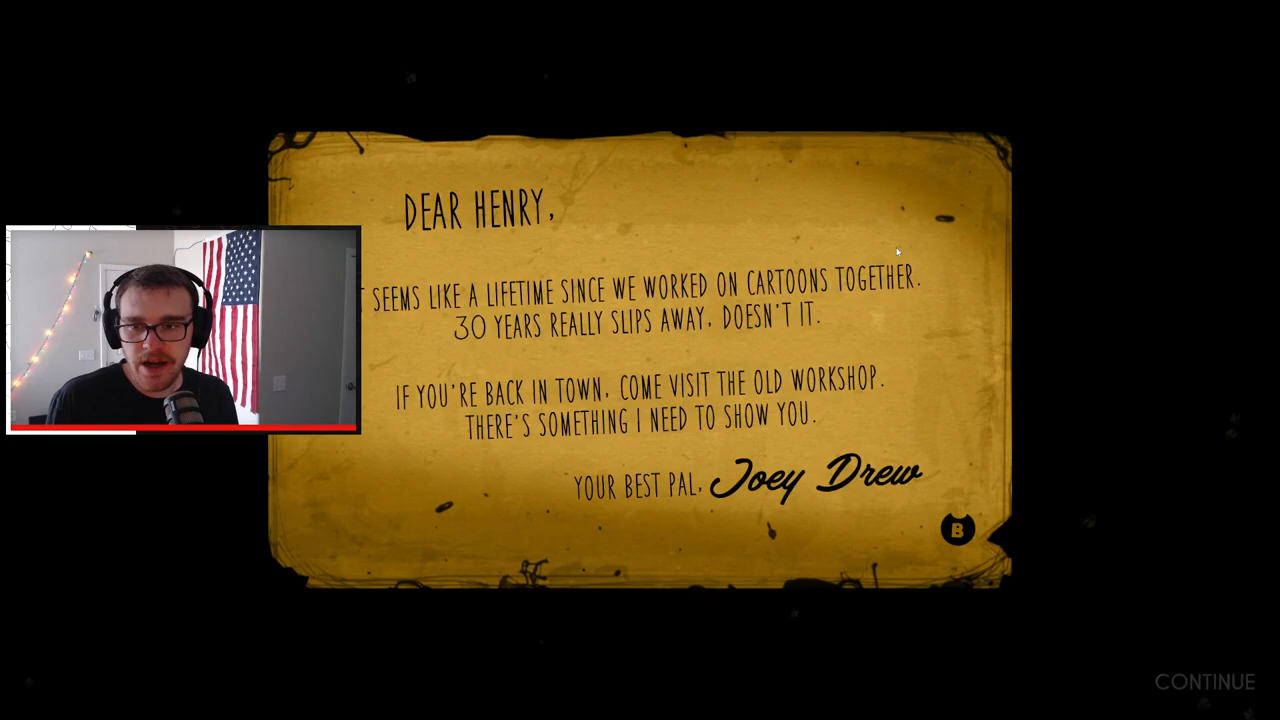 DEAR HENRY,
T SEEMS LIKE A LIFETIME SINCE WE WORKED ON CARTOONS TOGETHER.
30 YEARS REALLY SLIPS AWAY, DOESN'T IT.
IF YOU'RE BACK IN TOWN, COME VISIT THE OLD WORKSHOP.
THERE'S SOMETHING I NEED TO SHOW YOU.
YOUR BEST PAL, Joey Drew
B
CONTINUE